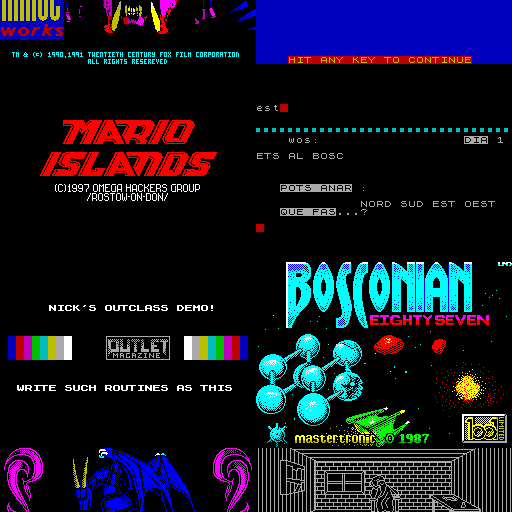 works
TM & (C) 1990,1991 TWENTIETH CENTURY FOX FILM CORPORATION
ALL RIGHTS RESEREVED
HIT ANY KEY TO CONTINUE
MARIO
ISLANDS
(C)1997 OMEGA HACKERS GROUP
/ROSTOW-ON-DON/
est
wos: DIA 1
ETS AL BOSC
POTS ANAR :
NORD SUD EST OEST
QUE FAS...?
NICK'S OUTCLASS DEMO!
OUTLET
MAGAZINE
WRITE SUCH ROUTINES AS THIS
BOSCONIAN
EIGHTY SEVEN
mastertronic © 1987
LIMITED